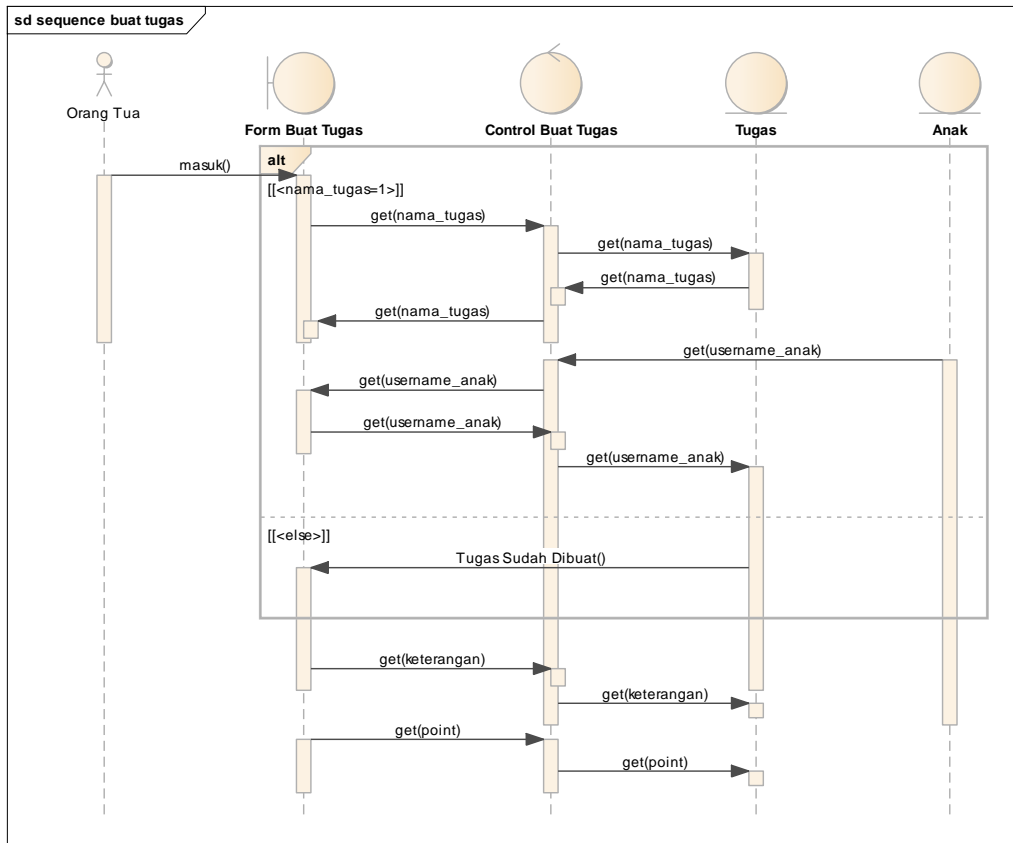 sd sequence buat tugas
Orang Tua
Form Buat Tugas
Control Buat Tugas
Tugas
Anak
alt
masuk()
[[<nama_tugas=1>]]
get(nama_tugas)
get(nama_tugas)
get(nama_tugas)
get(nama_tugas)
get(username_anak)
get(username_anak)
get(username_anak)
get(username_anak)
[[<else>]]
Tugas Sudah Dibuat()
get(keterangan)
get(keterangan)
get(point)
get(point)